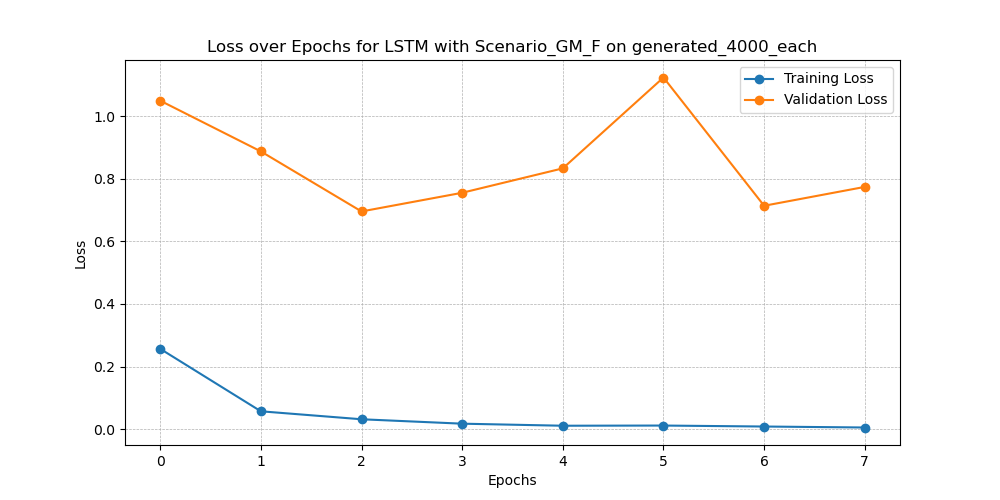 Loss over Epochs for LSTM with Scenario_GM_F on generated_4000_each
Training Loss
Validation Loss
1.0
0.8
0.6
0.4
0.2
0.0
Loss
0 1 2 3 4 5 6 7
Epochs